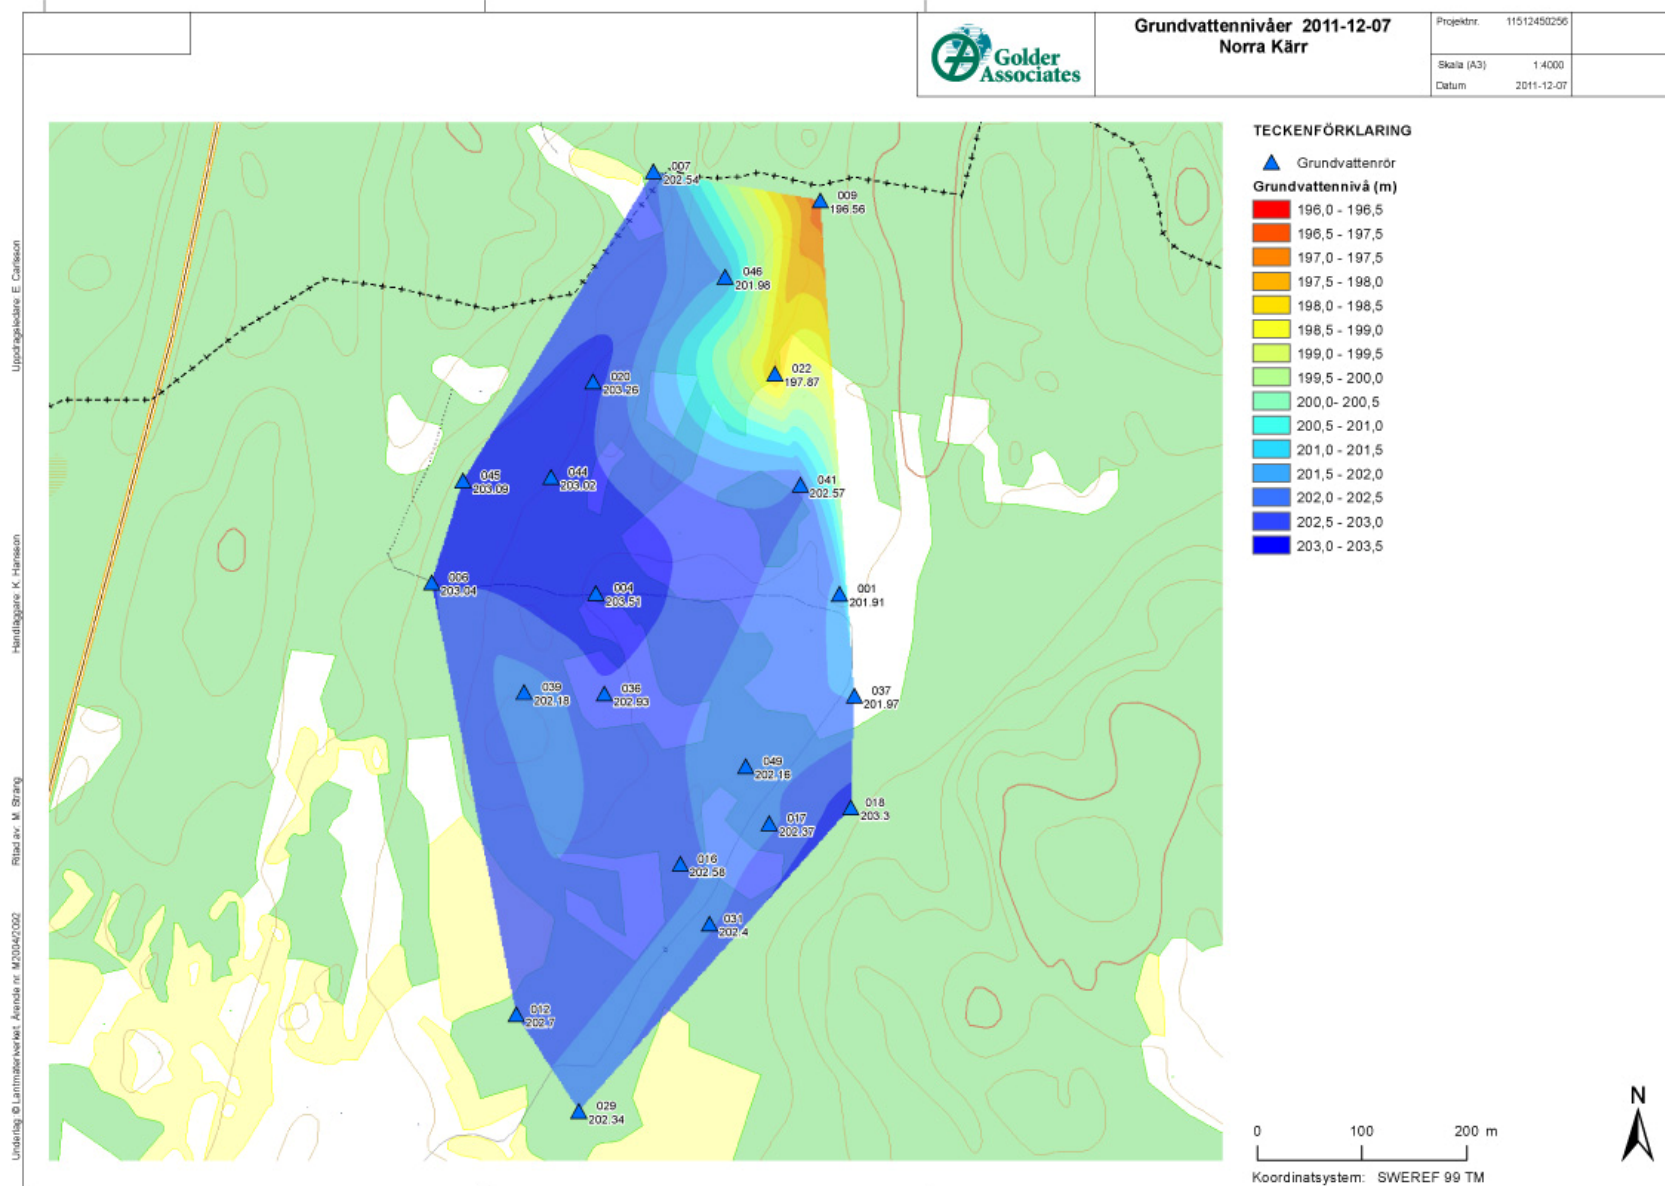 Golder
Associates
Grundvattennivåer 2011-12-07
Norra Kärr
Projektnr. 11512450256
Skala (A3) 1:4000
Datum 2011-12-07
TECKENFÖRKLARING
Grundvattenrör
Grundvattennivå (m)
196,0 - 196,5
196,5 - 197,5
197,0 - 197,5
197,5 - 198,0
198,0 - 198,5
198,5 - 199,0
199,0 - 199,5
199,5 - 200,0
200,0- 200,5
200,5 - 201,0
201,0 - 201,5
201,5 - 202,0
202,0 - 202,5
202,5 - 203,0
203,0 - 203,5
007
202.54
009
196.56
046
201.98
022
197.87
020
203.26
045
203.09
044
203.02
041
202.57
006
203.04
004
203.51
001
201.91
039
202.18
036
202.93
037
201.97
049
202.16
018
203.3
017
202.37
016
202.58
031
202.4
012
202.7
029
202.34
Uppdragsledare: E. Carlsson
Handläggare: K. Hansson
Ritad av: M. Strang
Underlag: © Lantmäteriverket. Ärende nr. M2004/2092
N
0 100 200 m
Koordinatsystem: SWEREF 99 TM